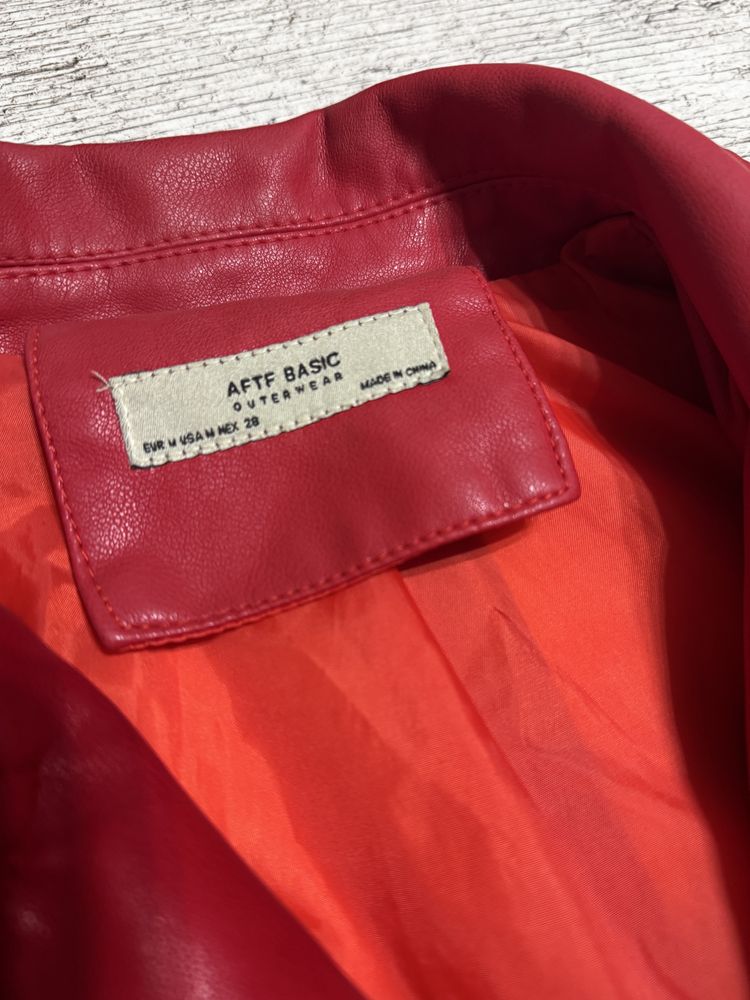 AFTF BASIC
OUTERWEAR
EUR M USA M MEX 28 MADE IN CHINA